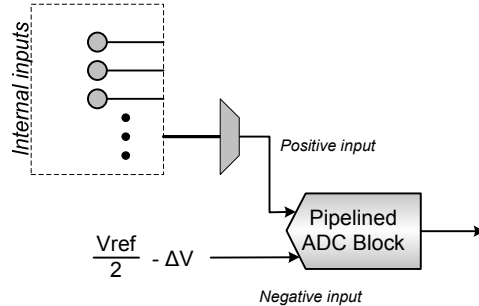 Internal inputs
Positive input
Pipelined
ADC Block
Vref
2
- ΔV
Negative input